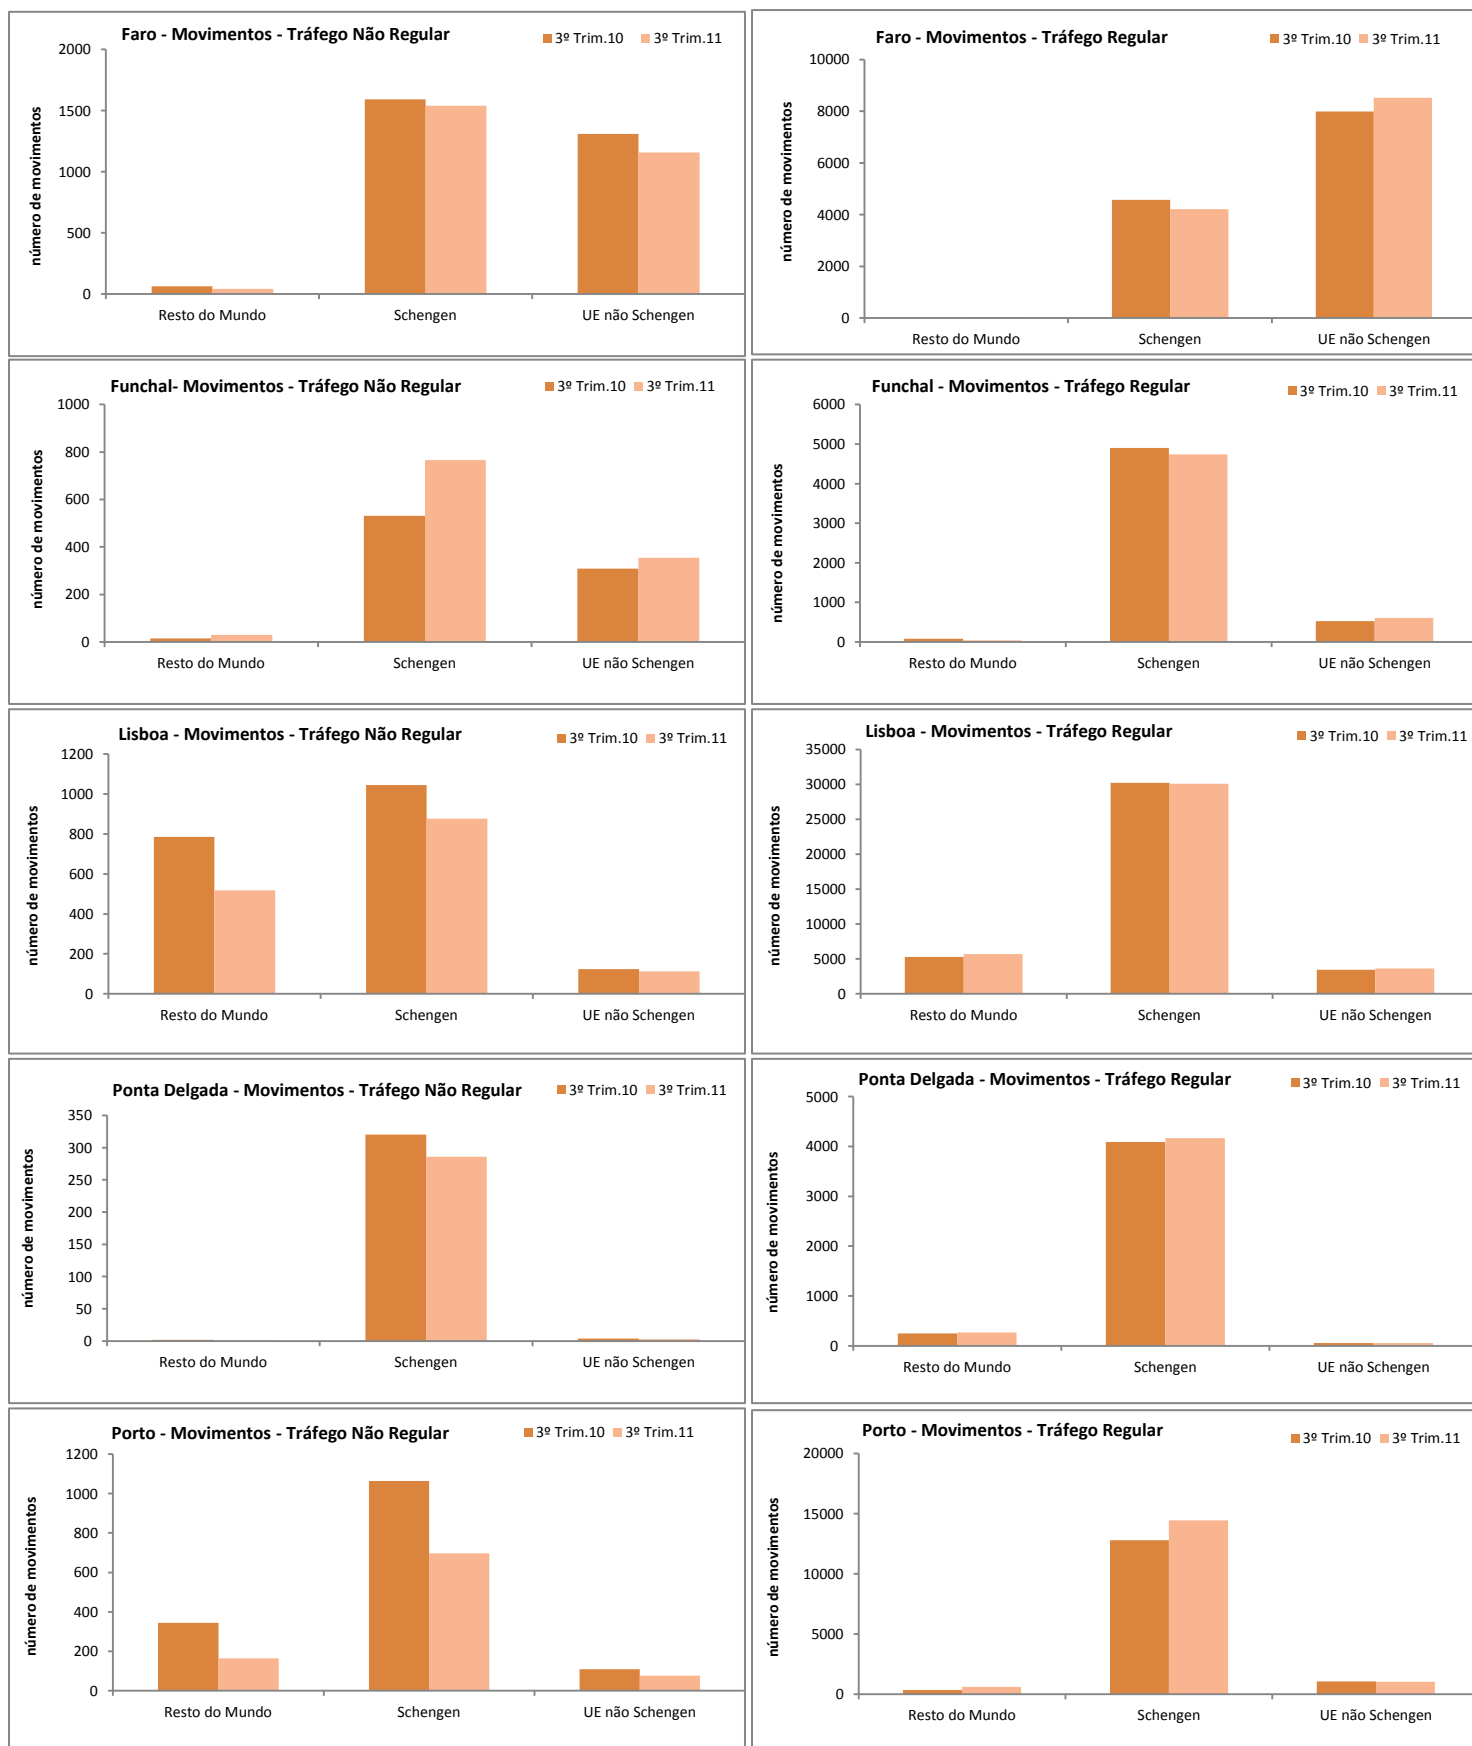 Faro - Movimentos - Tráfego Não Regular
3º Trim.10 3º Trim.11
número de movimentos
2000
1500
1000
500
0
Resto do Mundo Schengen UE não Schengen
Faro - Movimentos - Tráfego Regular
3º Trim.10 3º Trim.11
número de movimentos
10000
8000
6000
4000
2000
0
Resto do Mundo Schengen UE não Schengen
Funchal- Movimentos - Tráfego Não Regular
3º Trim.10 3º Trim.11
número de movimentos
1000
800
600
400
200
0
Resto do Mundo Schengen UE não Schengen
Funchal - Movimentos - Tráfego Regular
3º Trim.10 3º Trim.11
número de movimentos
6000
5000
4000
3000
2000
1000
0
Resto do Mundo Schengen UE não Schengen
Lisboa - Movimentos - Tráfego Não Regular
3º Trim.10 3º Trim.11
número de movimentos
1200
1000
800
600
400
200
0
Resto do Mundo Schengen UE não Schengen
Lisboa - Movimentos - Tráfego Regular
3º Trim.10 3º Trim.11
número de movimentos
35000
30000
25000
20000
15000
10000
5000
0
Resto do Mundo Schengen UE não Schengen
Ponta Delgada - Movimentos - Tráfego Não Regular
3º Trim.10 3º Trim.11
número de movimentos
350
300
250
200
150
100
50
0
Resto do Mundo Schengen UE não Schengen
Ponta Delgada - Movimentos - Tráfego Regular
3º Trim.10 3º Trim.11
número de movimentos
5000
4000
3000
2000
1000
0
Resto do Mundo Schengen UE não Schengen
Porto - Movimentos - Tráfego Não Regular
3º Trim.10 3º Trim.11
número de movimentos
1200
1000
800
600
400
200
0
Resto do Mundo Schengen UE não Schengen
Porto - Movimentos - Tráfego Regular
3º Trim.10 3º Trim.11
número de movimentos
20000
15000
10000
5000
0
Resto do Mundo Schengen UE não Schengen